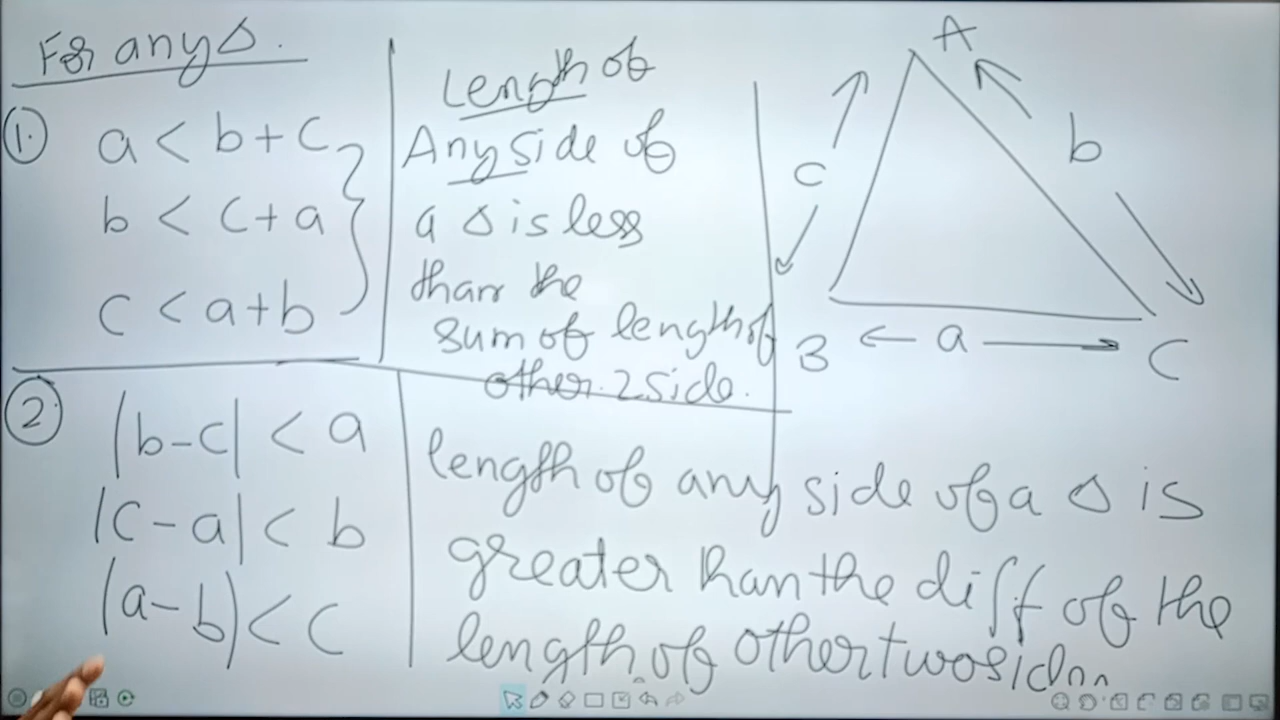 For any Δ.
1.
a < b + c
b < c + a
c < a + b
Length of
Any side of
a Δ is less
than the
sum of length of
other 2 side.
A
c
b
B
a
C
2.
|b - c| < a
|c - a| < b
|a - b| < c
length of any side of a Δ is
greater than the diff of the
length of other two